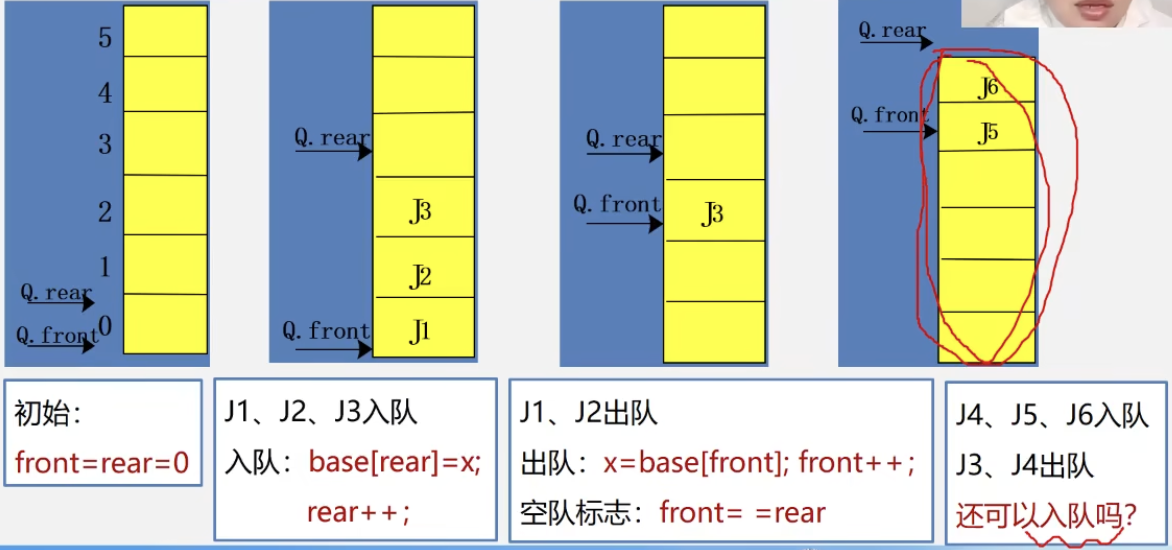 5
4
3
2
1
0
Q.rear
Q.front
Q.rear
J3
J2
Q.front
J1
Q.rear
Q.front
J3
Q.rear
J6
Q.front
J5
初始：
front=rear=0
J1、J2、J3入队
入队：base[rear]=x;
rear++;
J1、J2出队
出队：x=base[front]; front++;
空队标志：front= =rear
J4、J5、J6入队
J3、J4出队
还可以入队吗？